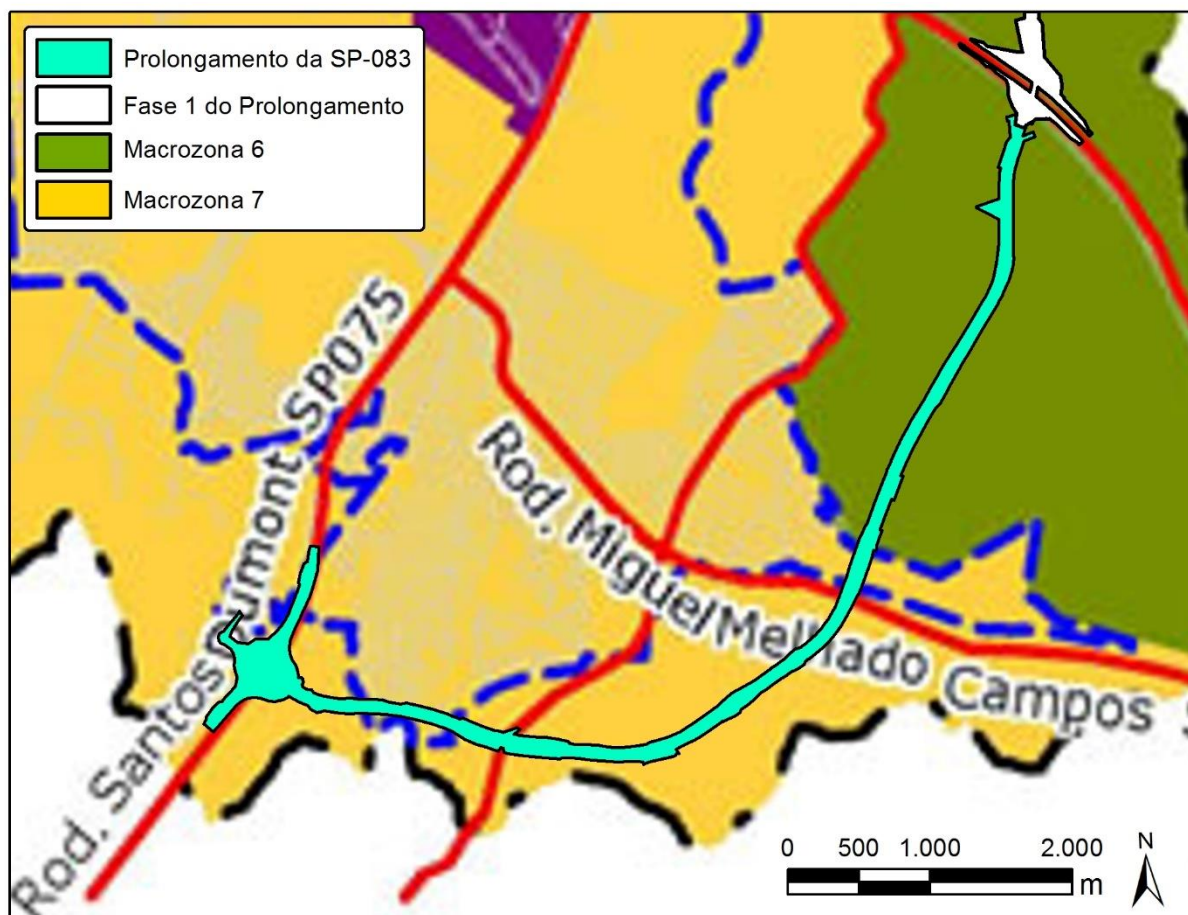 Prolongamento da SP-083
Fase 1 do Prolongamento
Macrozona 6
Macrozona 7
Rod. Santos Dumont SP075
Rod. Miguel Melhado Campos S
0 500 1.000 2.000
m
N